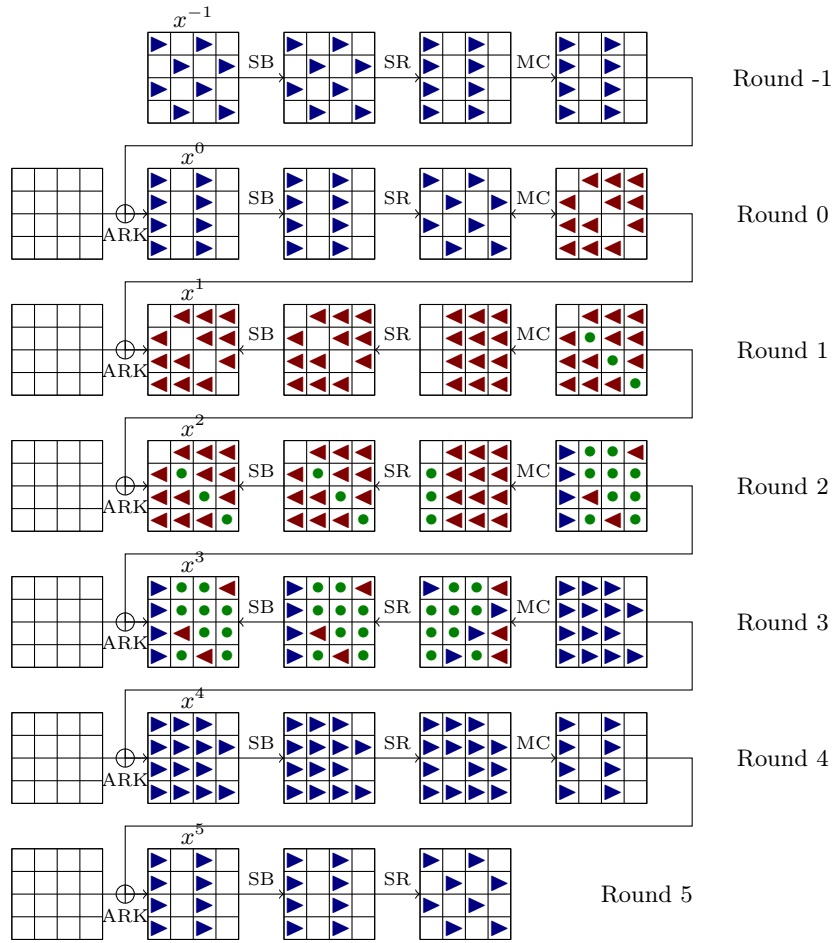 x^{-1}
SB SR MC
Round -1
x^0
ARK SB SR MC
Round 0
x^1
ARK SB SR MC
Round 1
x^2
ARK SB SR MC
Round 2
x^3
ARK SB SR MC
Round 3
x^4
ARK SB SR MC
Round 4
x^5
ARK SB SR
Round 5